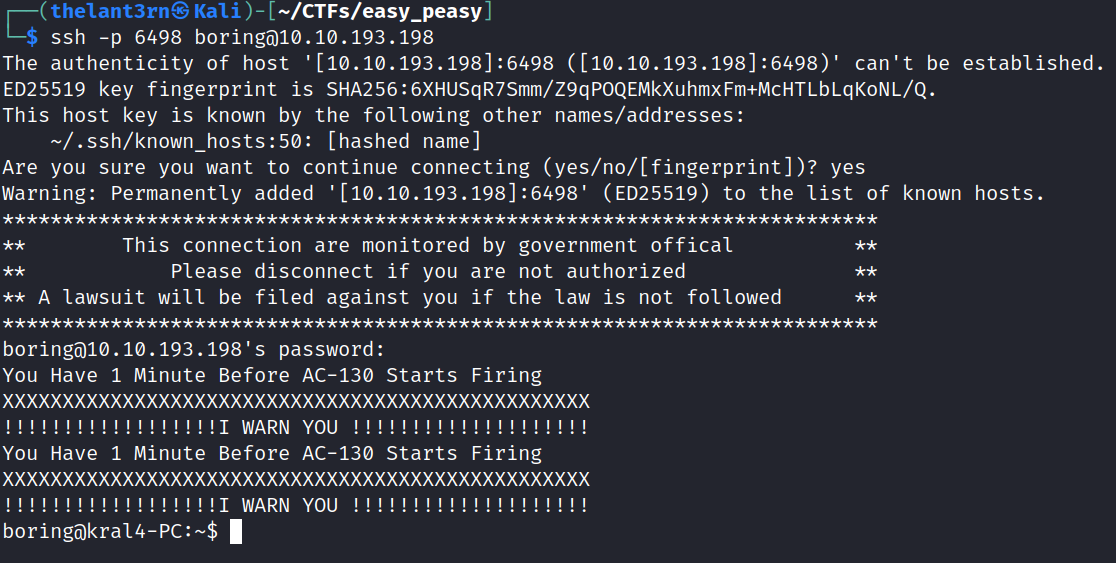 ┌──(thelant3rn㉿Kali)-[~/CTFs/easy_peasy]
└─$ ssh -p 6498 boring@10.10.193.198
The authenticity of host '[10.10.193.198]:6498 ([10.10.193.198]:6498)' can't be established.
ED25519 key fingerprint is SHA256:6XHUSqR7Smm/Z9qPOQEMkXuhmxFm+McHTLbLqKoNL/Q.
This host key is known by the following other names/addresses:
    ~/.ssh/known_hosts:50: [hashed name]
Are you sure you want to continue connecting (yes/no/[fingerprint])? yes
Warning: Permanently added '[10.10.193.198]:6498' (ED25519) to the list of known hosts.
*************************************************************************
**        This connection are monitored by government offical          **
**            Please disconnect if you are not authorized              **
** A lawsuit will be filed against you if the law is not followed      **
*************************************************************************
boring@10.10.193.198's password:
You Have 1 Minute Before AC-130 Starts Firing
XXXXXXXXXXXXXXXXXXXXXXXXXXXXXXXXXXXXXXXXXXXXXXXXX
!!!!!!!!!!!!!!!!!!I WARN YOU !!!!!!!!!!!!!!!!!!!!
You Have 1 Minute Before AC-130 Starts Firing
XXXXXXXXXXXXXXXXXXXXXXXXXXXXXXXXXXXXXXXXXXXXXXXXX
!!!!!!!!!!!!!!!!!!I WARN YOU !!!!!!!!!!!!!!!!!!!!
boring@kral4-PC:~$